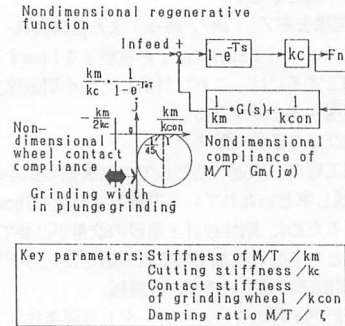 Nondimensional regenerative
function
Infeed +
-
1-e^-Ts
kc
Fn
km/kc · 1/(1-e^-jωT)
1/km · G(s) + 1/kcon
-km/2kc
j
km/kcon
0
1
45
Non-
dimensional
wheel contact
compliance
Nondimensional
compliance of
M/T Gm(jω)
Grinding width
in plungegrinding
Key parameters: Stiffness of M/T /km
Cutting stiffness/kc
Contact stiffness
of grinding wheel /kcon
Damping ratio M/T / ζ